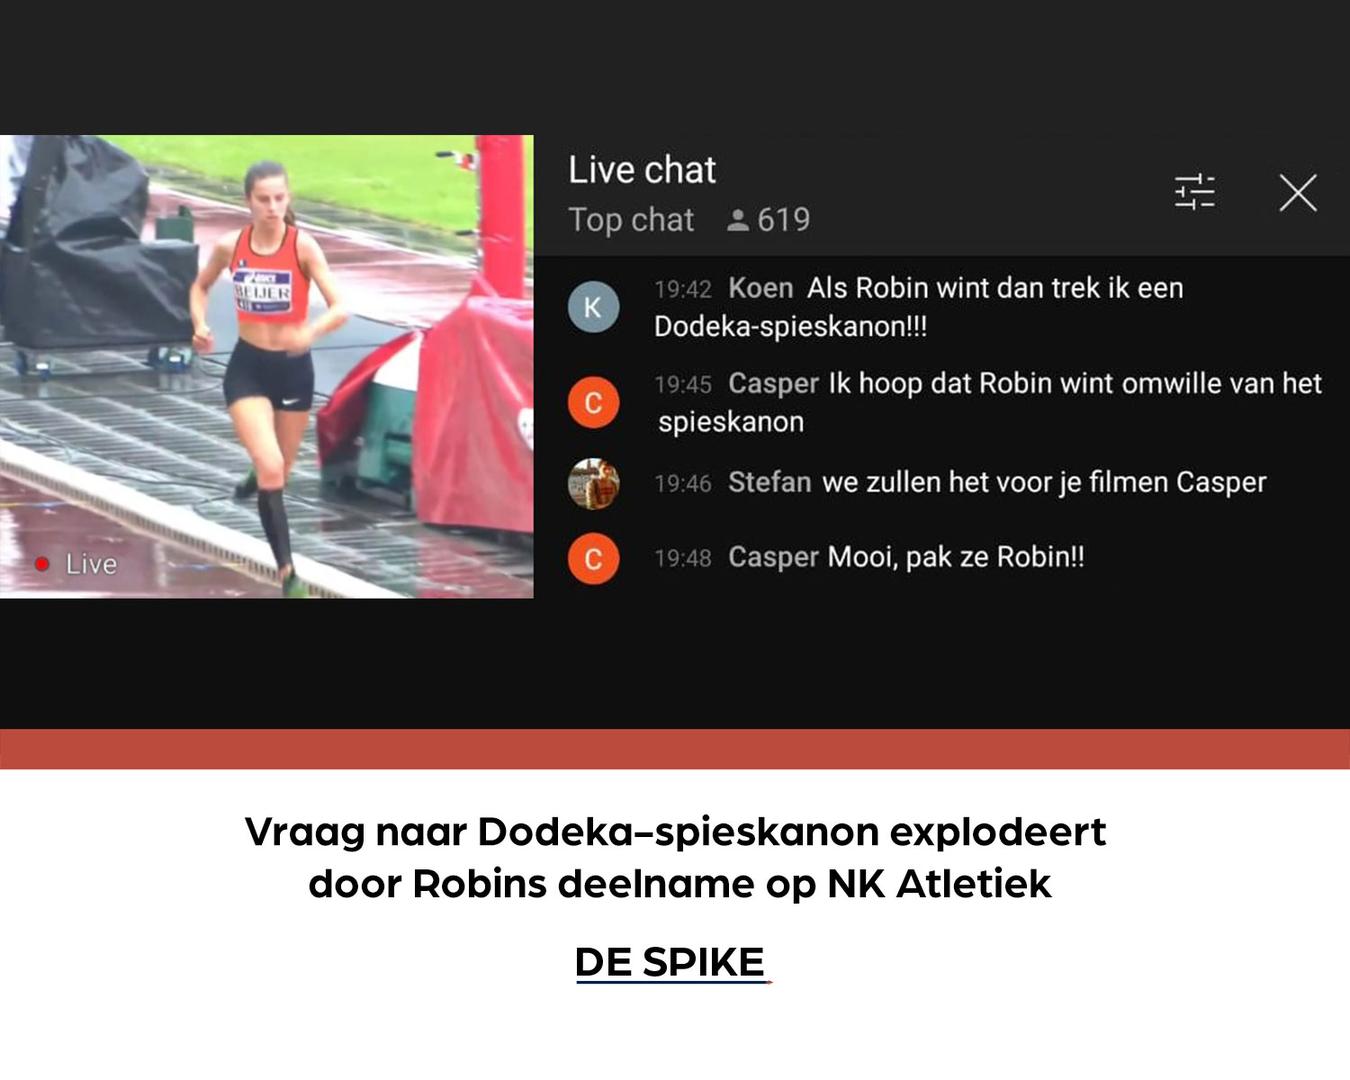 Live chat
Top chat 619
K 19:42 Koen Als Robin wint dan trek ik een
Dodeka-spieskanon!!!
C 19:45 Casper Ik hoop dat Robin wint omwille van het
spieskanon
19:46 Stefan we zullen het voor je filmen Casper
C 19:48 Casper Mooi, pak ze Robin!!
ASICS
BEIJER
Live
Vraag naar Dodeka-spieskanon explodeert
door Robins deelname op NK Atletiek
DE SPIKE